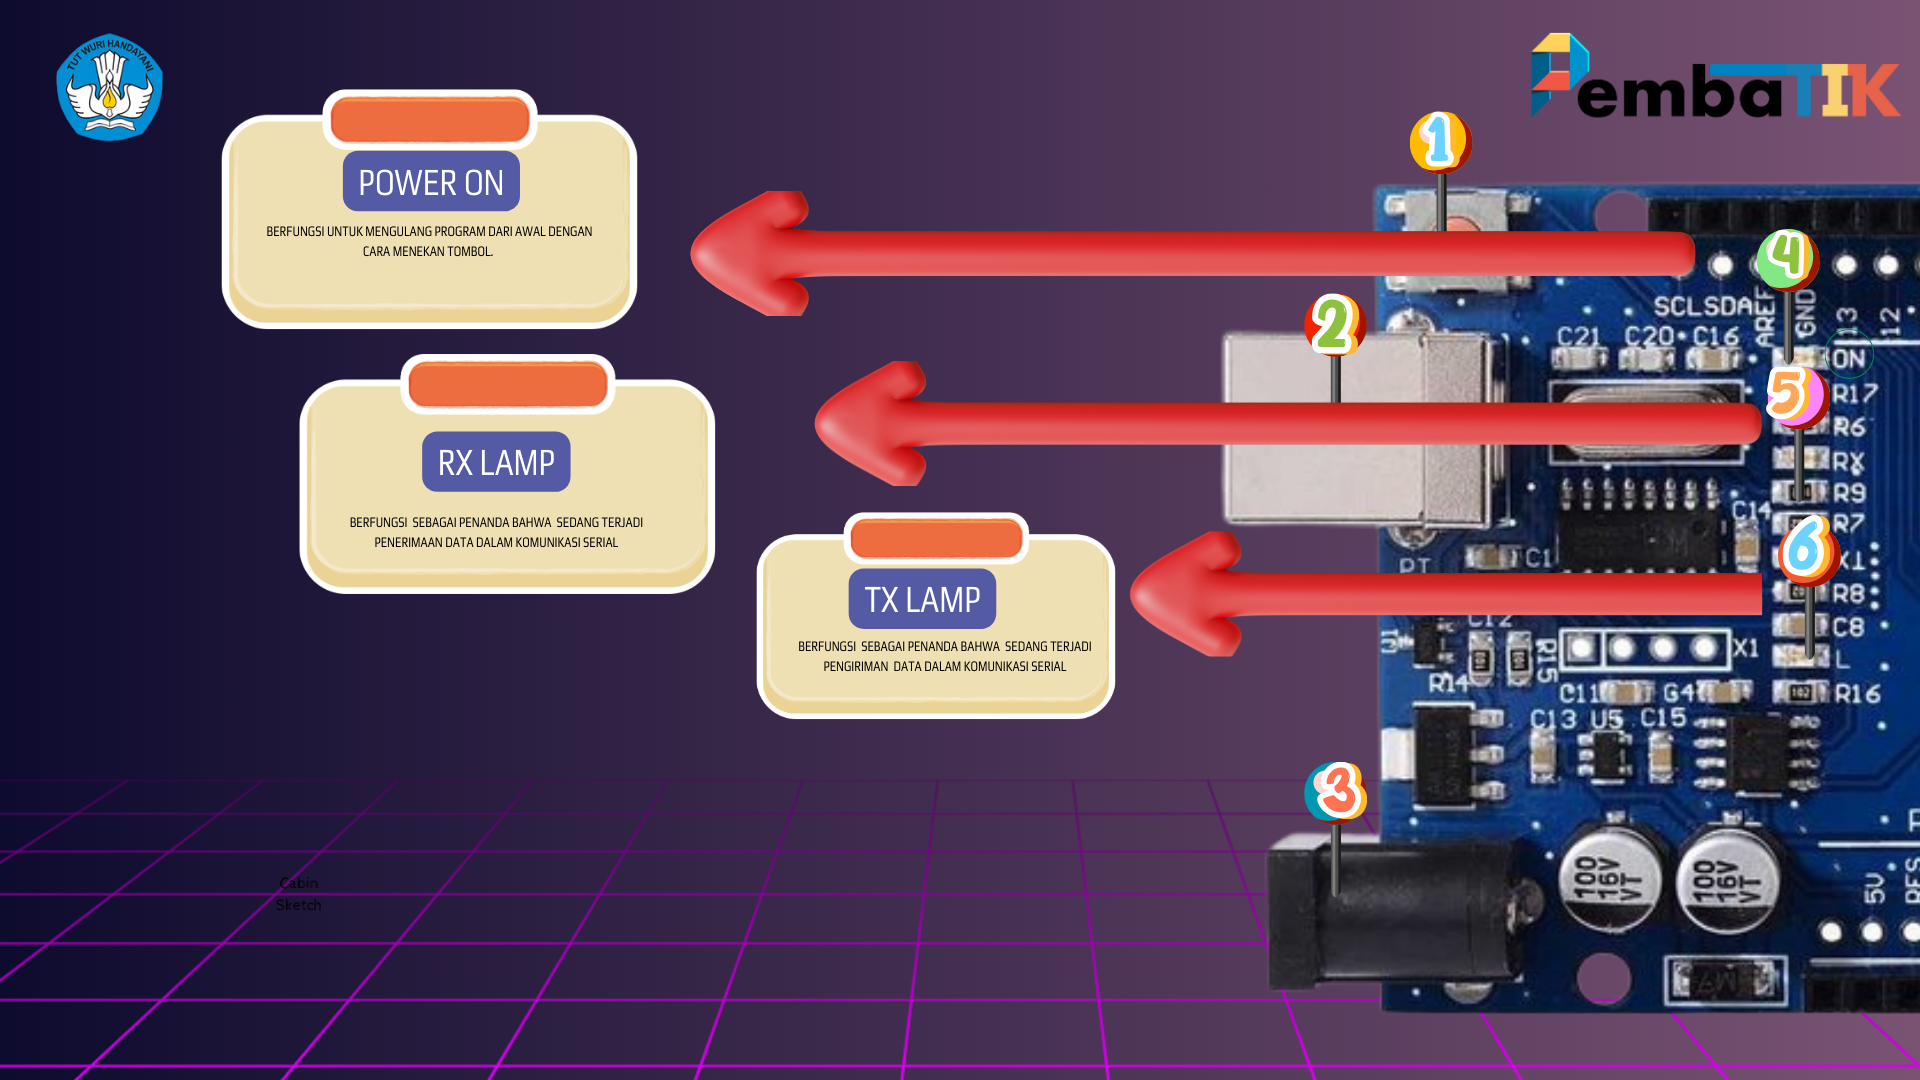 TUT WURI HANDAYANI
PembaTIK
POWER ON
BERFUNGSI UNTUK MENGULANG PROGRAM DARI AWAL DENGAN
CARA MENEKAN TOMBOL.
RX LAMP
BERFUNGSI SEBAGAI PENANDA BAHWA SEDANG TERJADI
PENERIMAAN DATA DALAM KOMUNIKASI SERIAL
TX LAMP
BERFUNGSI SEBAGAI PENANDA BAHWA SEDANG TERJADI
PENGIRIMAN DATA DALAM KOMUNIKASI SERIAL
Cabin
Sketch
1
2
3
4
5
6
SCL SDA AREF GND 12
C21 C20 C16
ON
R17
R6
RX
R9
C14 R7
C1
R8
C12 C8
X1 L
R15
R14 C11 G4 R16
C13 U5 C15
100
16V
VT
100
16V
VT
5V RES